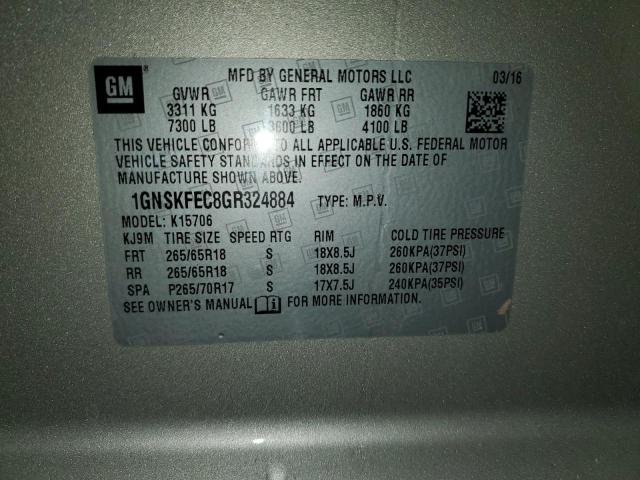 GM
MFD BY GENERAL MOTORS LLC 03/16
GVWR GAWR FRT GAWR RR
3311 KG 1633 KG 1860 KG
7300 LB 3600 LB 4100 LB
THIS VEHICLE CONFORMS TO ALL APPLICABLE U.S. FEDERAL MOTOR
VEHICLE SAFETY STANDARDS IN EFFECT ON THE DATE OF
MANUFACTURE SHOWN ABOVE.
1GNSKFEC8GR324884 TYPE: M.P.V.
MODEL: K15706
KJ9M TIRE SIZE SPEED RTG RIM COLD TIRE PRESSURE
FRT 265/65R18 S 18X8.5J 260KPA(37PSI)
RR 265/65R18 S 18X8.5J 260KPA(37PSI)
SPA P265/70R17 S 17X7.5J 240KPA(35PSI)
SEE OWNER'S MANUAL FOR MORE INFORMATION.